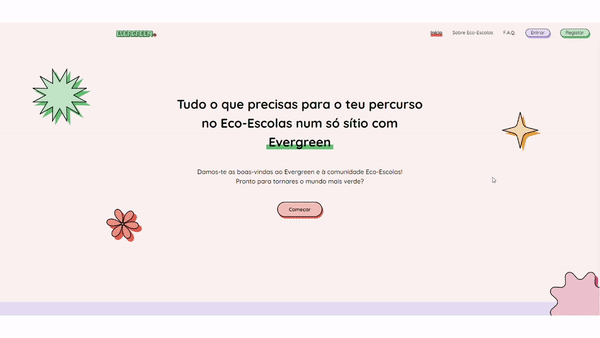 EVERGREEN
Início
Sobre Eco-Escolas
F.A.Q.
Entrar
Registar
Tudo o que precisas para o teu percurso
no Eco-Escolas num só sítio com
Evergreen
Damos-te as boas-vindas ao Evergreen e à comunidade Eco-Escolas!
Pronto para tornares o mundo mais verde?
Começar